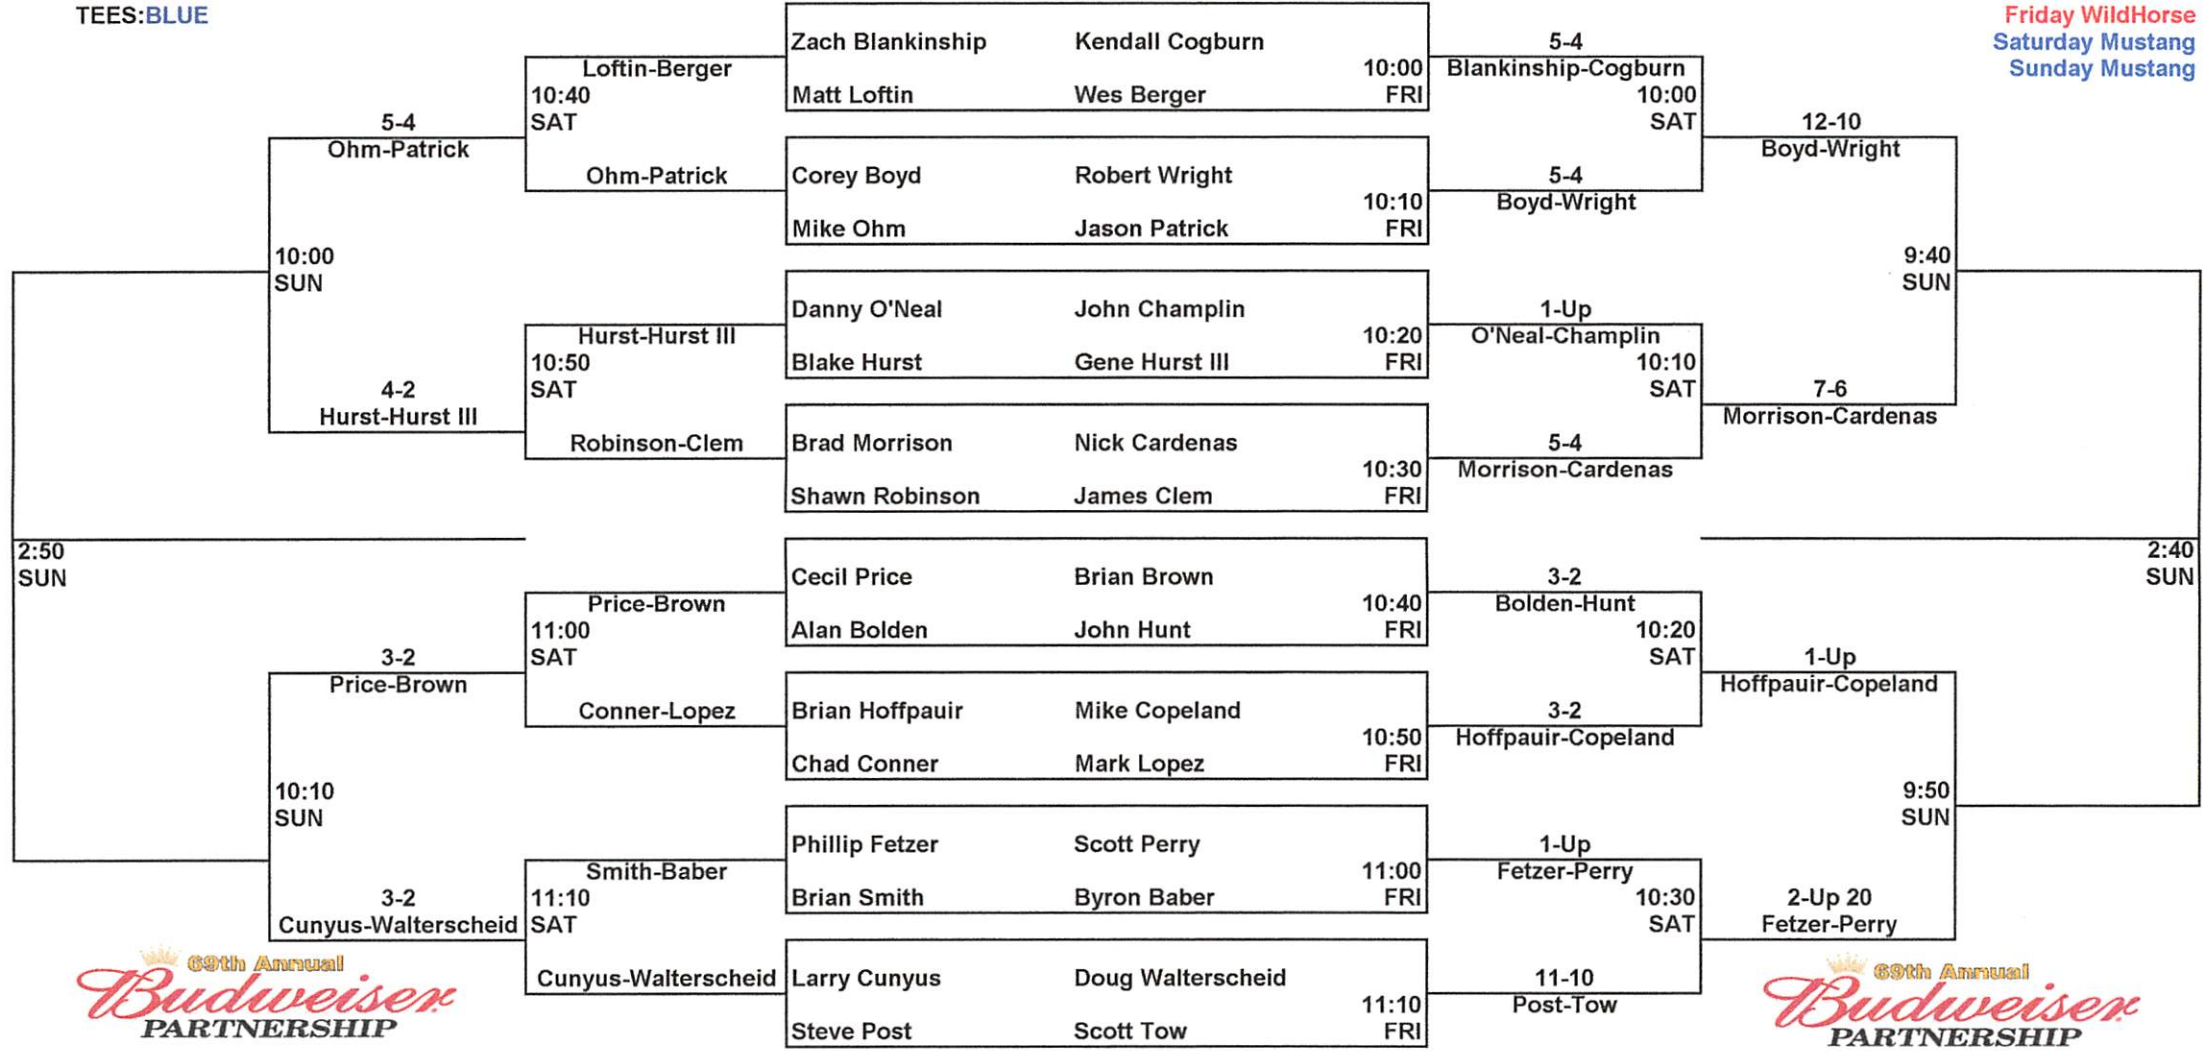 TEES:BLUE
Friday WildHorse
Saturday Mustang
Sunday Mustang
Zach Blankinship Kendall Cogburn
10:00
Matt Loftin Wes Berger FRI
Corey Boyd Robert Wright
10:10
Mike Ohm Jason Patrick FRI
Danny O'Neal John Champlin
10:20
Blake Hurst Gene Hurst III FRI
Brad Morrison Nick Cardenas
10:30
Shawn Robinson James Clem FRI
Cecil Price Brian Brown
10:40
Alan Bolden John Hunt FRI
Brian Hoffpauir Mike Copeland
10:50
Chad Conner Mark Lopez FRI
Phillip Fetzer Scott Perry
11:00
Brian Smith Byron Baber FRI
Larry Cunyus Doug Walterscheid
11:10
Steve Post Scott Tow FRI
Loftin-Berger
10:40
SAT
Ohm-Patrick
Hurst-Hurst III
10:50
SAT
Robinson-Clem
Price-Brown
11:00
SAT
Conner-Lopez
Smith-Baber
11:10
SAT
Cunyus-Walterscheid
5-4
Ohm-Patrick
10:00
SUN
4-2
Hurst-Hurst III
3-2
Price-Brown
10:10
SUN
3-2
Cunyus-Walterscheid
2:50
SUN
5-4
Blankinship-Cogburn
10:00
SAT
5-4
Boyd-Wright
1-Up
O'Neal-Champlin
10:10
SAT
5-4
Morrison-Cardenas
3-2
Bolden-Hunt
10:20
SAT
3-2
Hoffpauir-Copeland
1-Up
Fetzer-Perry
10:30
SAT
11-10
Post-Tow
12-10
Boyd-Wright
9:40
SUN
7-6
Morrison-Cardenas
1-Up
Hoffpauir-Copeland
9:50
SUN
2-Up 20
Fetzer-Perry
2:40
SUN
69th Annual
Budweiser
PARTNERSHIP
69th Annual
Budweiser
PARTNERSHIP